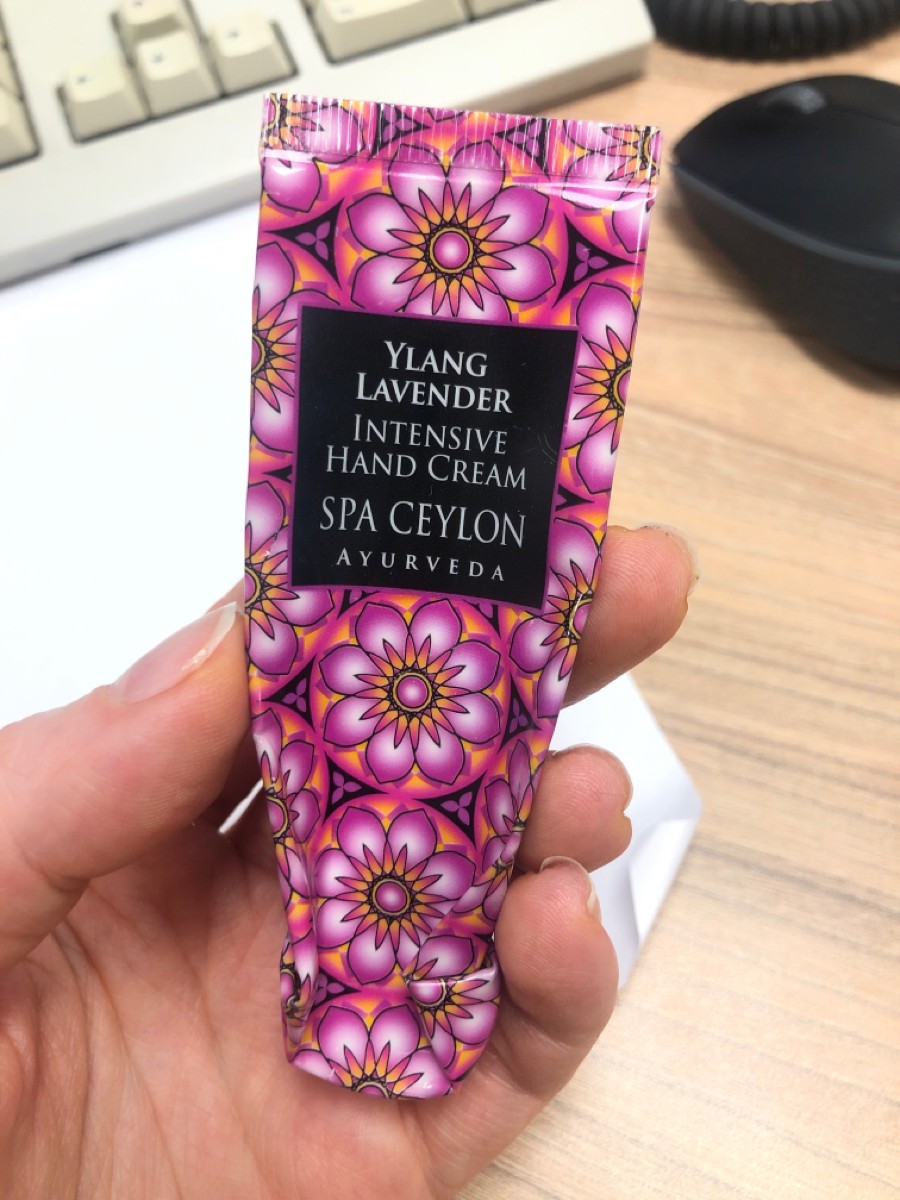 YLANG
LAVENDER
INTENSIVE
HAND CREAM
SPA CEYLON
AYURVEDA